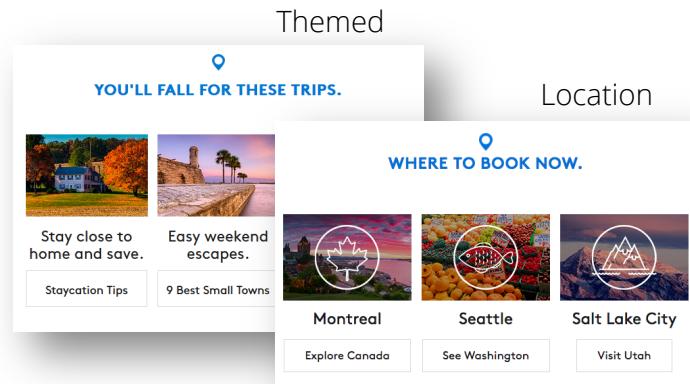 Themed
YOU'LL FALL FOR THESE TRIPS.
Stay close to
home and save.
Easy weekend
escapes.
Staycation Tips
9 Best Small Towns
Location
WHERE TO BOOK NOW.
Montreal
Seattle
Salt Lake City
Explore Canada
See Washington
Visit Utah